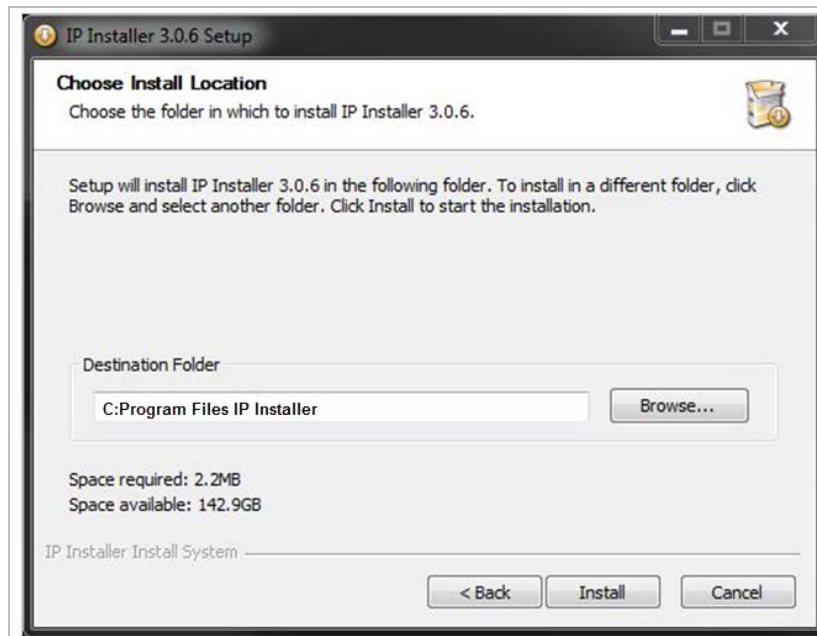 IP Installer 3.0.6 Setup
Choose Install Location
Choose the folder in which to install IP Installer 3.0.6.
Setup will install IP Installer 3.0.6 in the following folder. To install in a different folder, click
Browse and select another folder. Click Install to start the installation.
Destination Folder
C:Program Files IP Installer
Browse...
Space required: 2.2MB
Space available: 142.9GB
IP Installer Install System
< Back Install Cancel